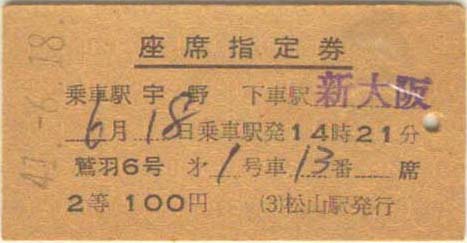 座席指定券
乗車駅 宇野 下車駅 新大阪
6月18日乗車駅発14時21分
鷲羽6号 才1号車 13番 席
2等 100円 (3)松山駅発行